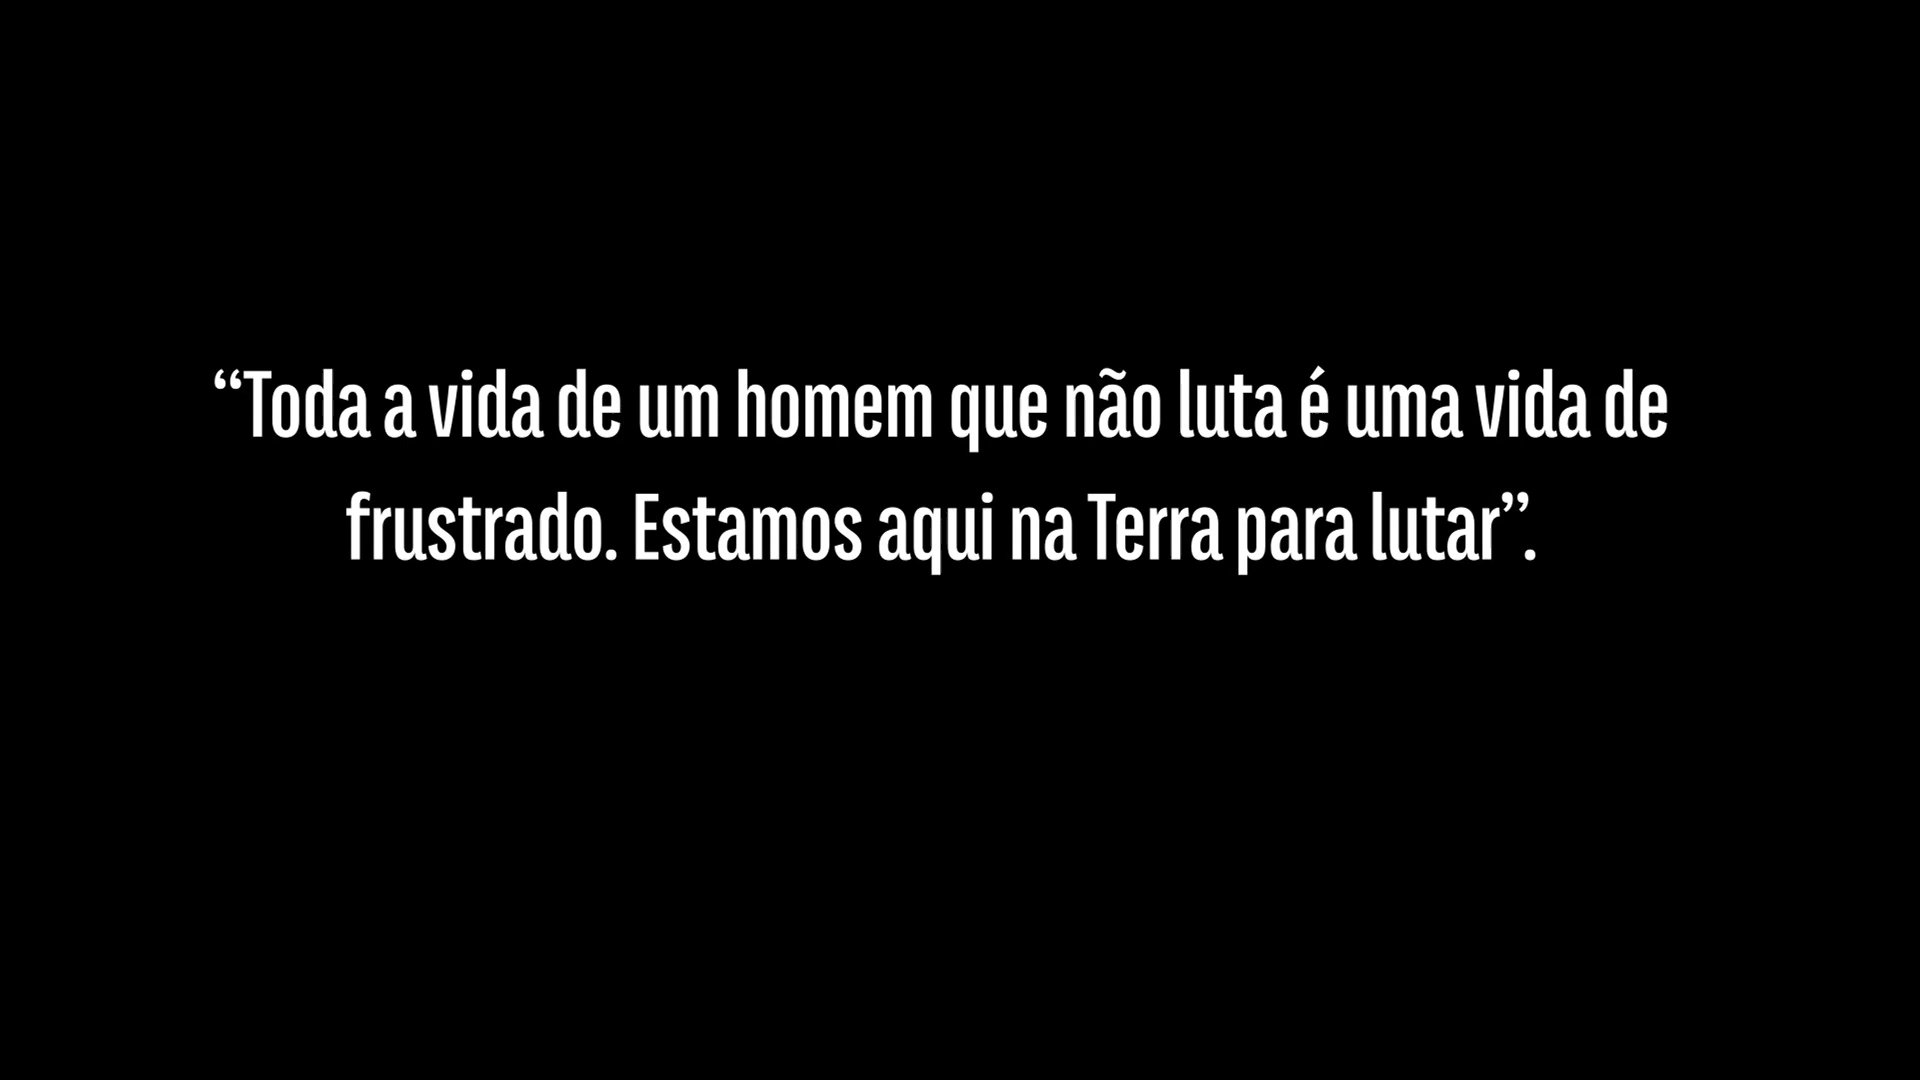 “Toda a vida de um homem que não luta é uma vida de
frustrado. Estamos aqui na Terra para lutar”.